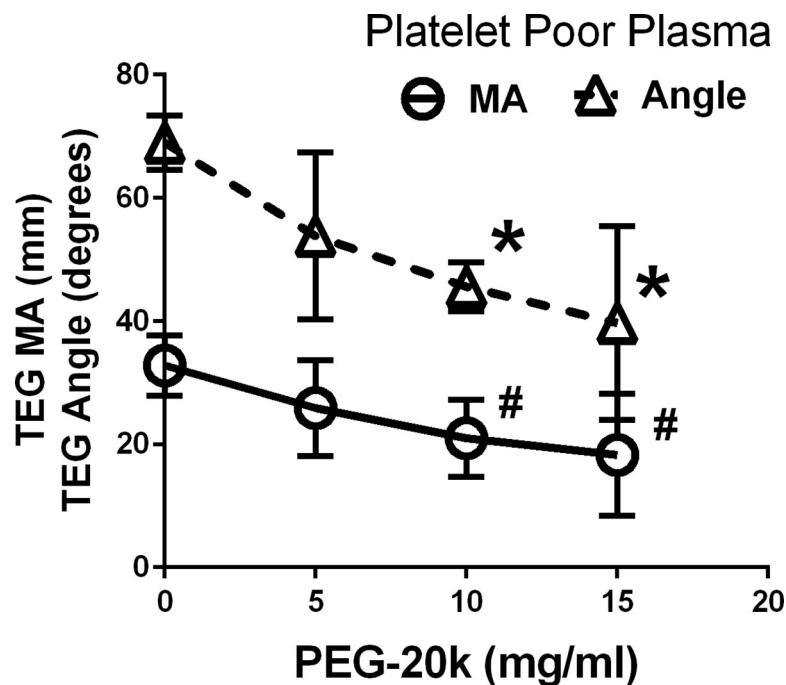 Platelet Poor Plasma
MA Angle
TEG MA (mm)
TEG Angle (degrees)
80
60
40
20
0
* *
# #
0 5 10 15 20
PEG-20k (mg/ml)